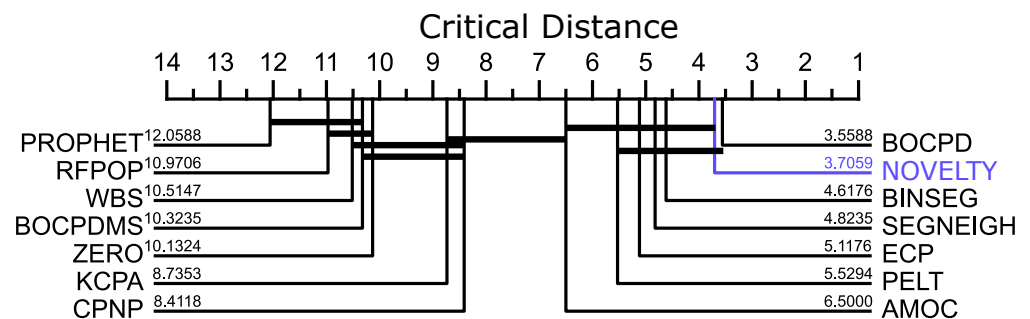 Critical Distance
14 13 12 11 10 9 8 7 6 5 4 3 2 1
PROPHET 12.0588 3.5588 BOCPD
RFPOP 10.9706 3.7059 NOVELTY
WBS 10.5147 4.6176 BINSEG
BOCPDMS 10.3235 4.8235 SEGNEIGH
ZERO 10.1324 5.1176 ECP
KCPA 8.7353 5.5294 PELT
CPNP 8.4118 6.5000 AMOC